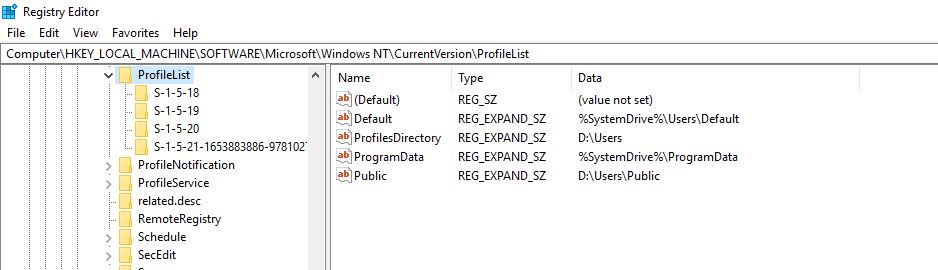 Registry Editor
File Edit View Favorites Help
Computer\HKEY_LOCAL_MACHINE\SOFTWARE\Microsoft\Windows NT\CurrentVersion\ProfileList
ProfileList
S-1-5-18
S-1-5-19
S-1-5-20
S-1-5-21-1653883886-978102
ProfileNotification
ProfileService
related.desc
RemoteRegistry
Schedule
SecEdit
Name Type Data
ab (Default) REG_SZ (value not set)
ab Default REG_EXPAND_SZ %SystemDrive%\Users\Default
ab ProfilesDirectory REG_EXPAND_SZ D:\Users
ab ProgramData REG_EXPAND_SZ %SystemDrive%\ProgramData
ab Public REG_EXPAND_SZ D:\Users\Public